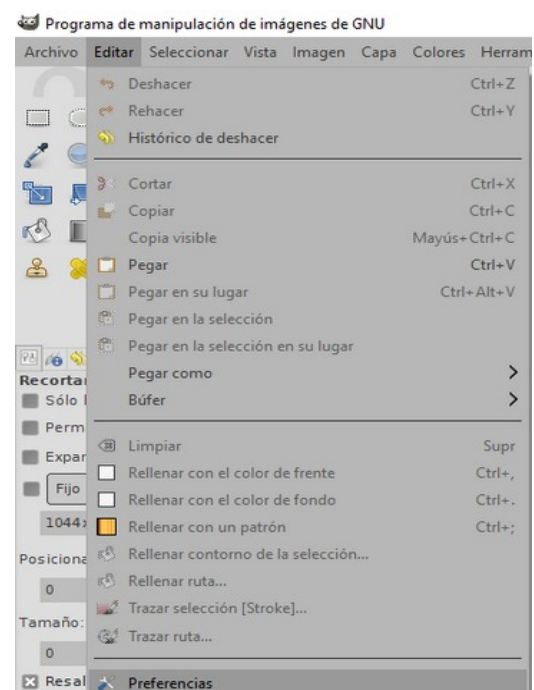 Programa de manipulación de imágenes de GNU
Archivo Editar Seleccionar Vista Imagen Capa Colores
Deshacer Ctrl+Z
Rehacer Ctrl+Y
Histórico de deshacer
Cortar Ctrl+X
Copiar Ctrl+C
Copia visible Mayús+Ctrl+C
Pegar Ctrl+V
Pegar en su lugar Ctrl+Alt+V
Pegar en la selección
Pegar en la selección en su lugar
Pegar como
Búfer
Limpiar Supr
Rellenar con el color de frente Ctrl+,
Rellenar con el color de fondo Ctrl+.
Rellenar con un patrón Ctrl+;
Rellenar contorno de la selección...
Rellenar ruta...
Trazar selección [Stroke]...
Trazar ruta...
Preferencias
Sólo
Fijo
0
Tamaño:
0